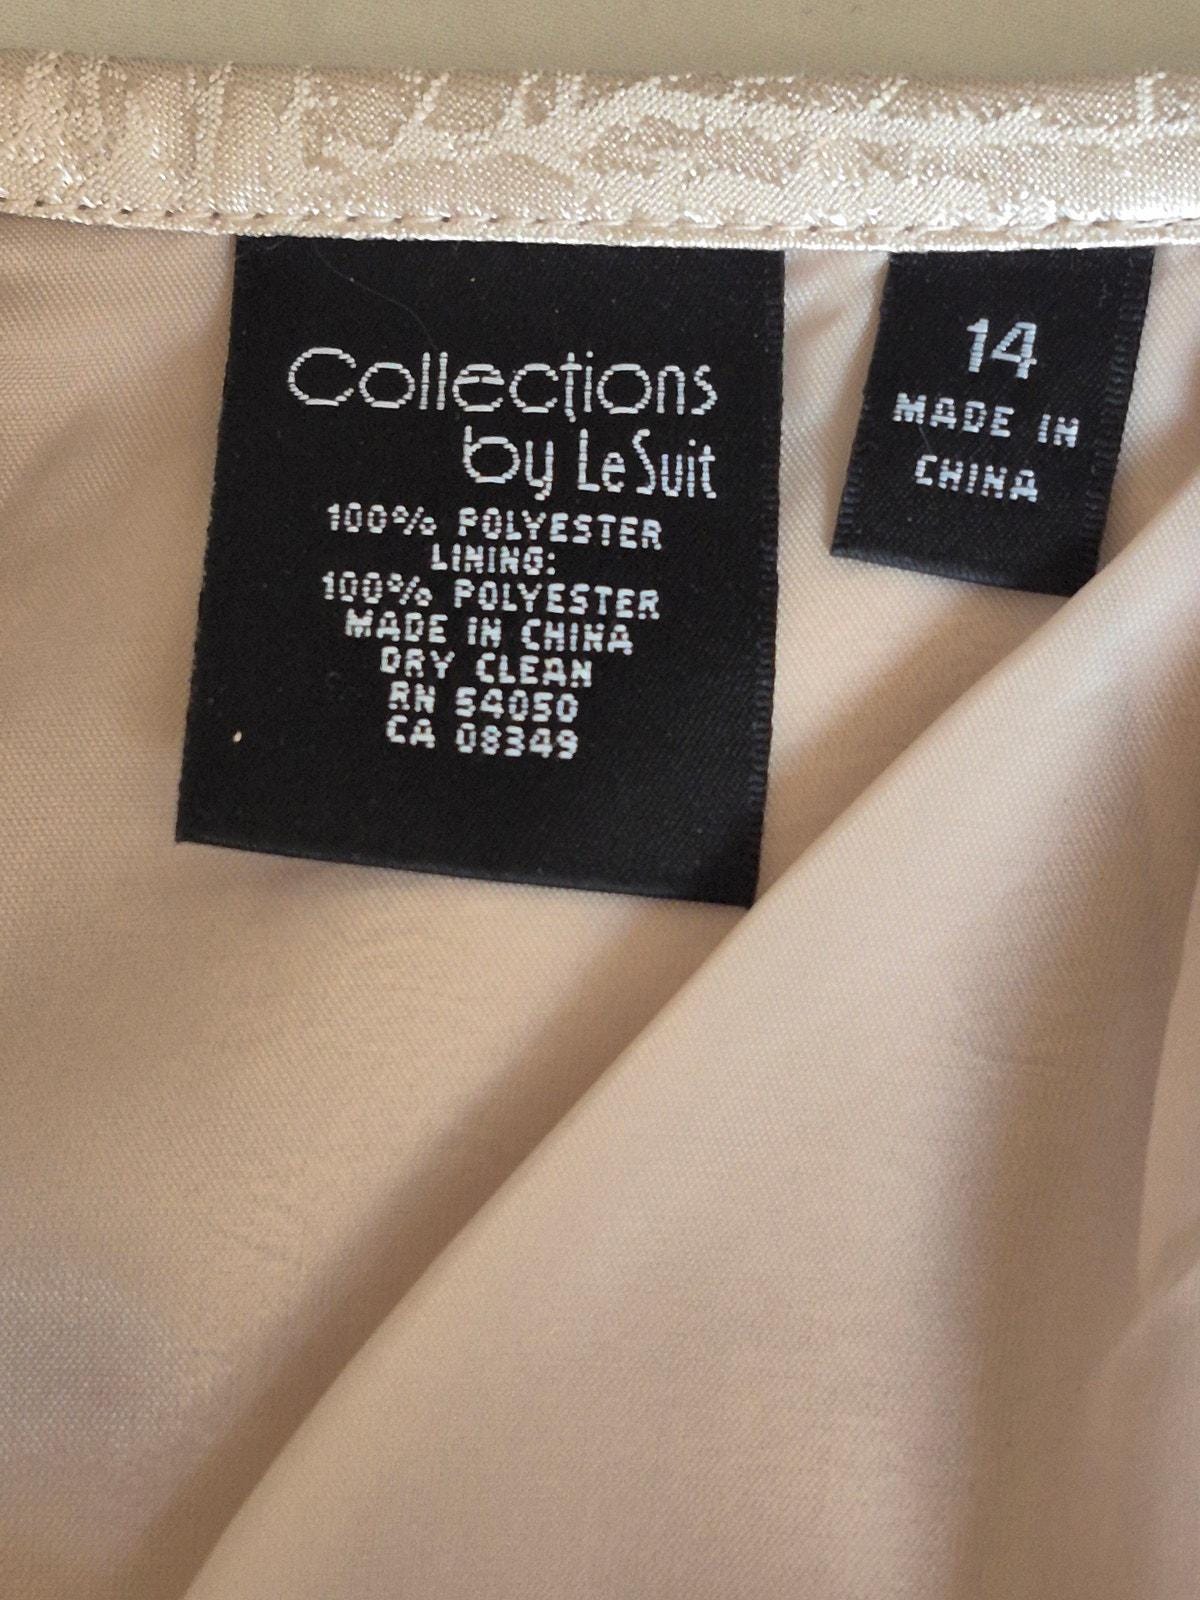 Collections
by Le Suit
100% POLYESTER
LINING:
100% POLYESTER
MADE IN CHINA
DRY CLEAN
RN 54050
CA 08349
14
MADE IN
CHINA